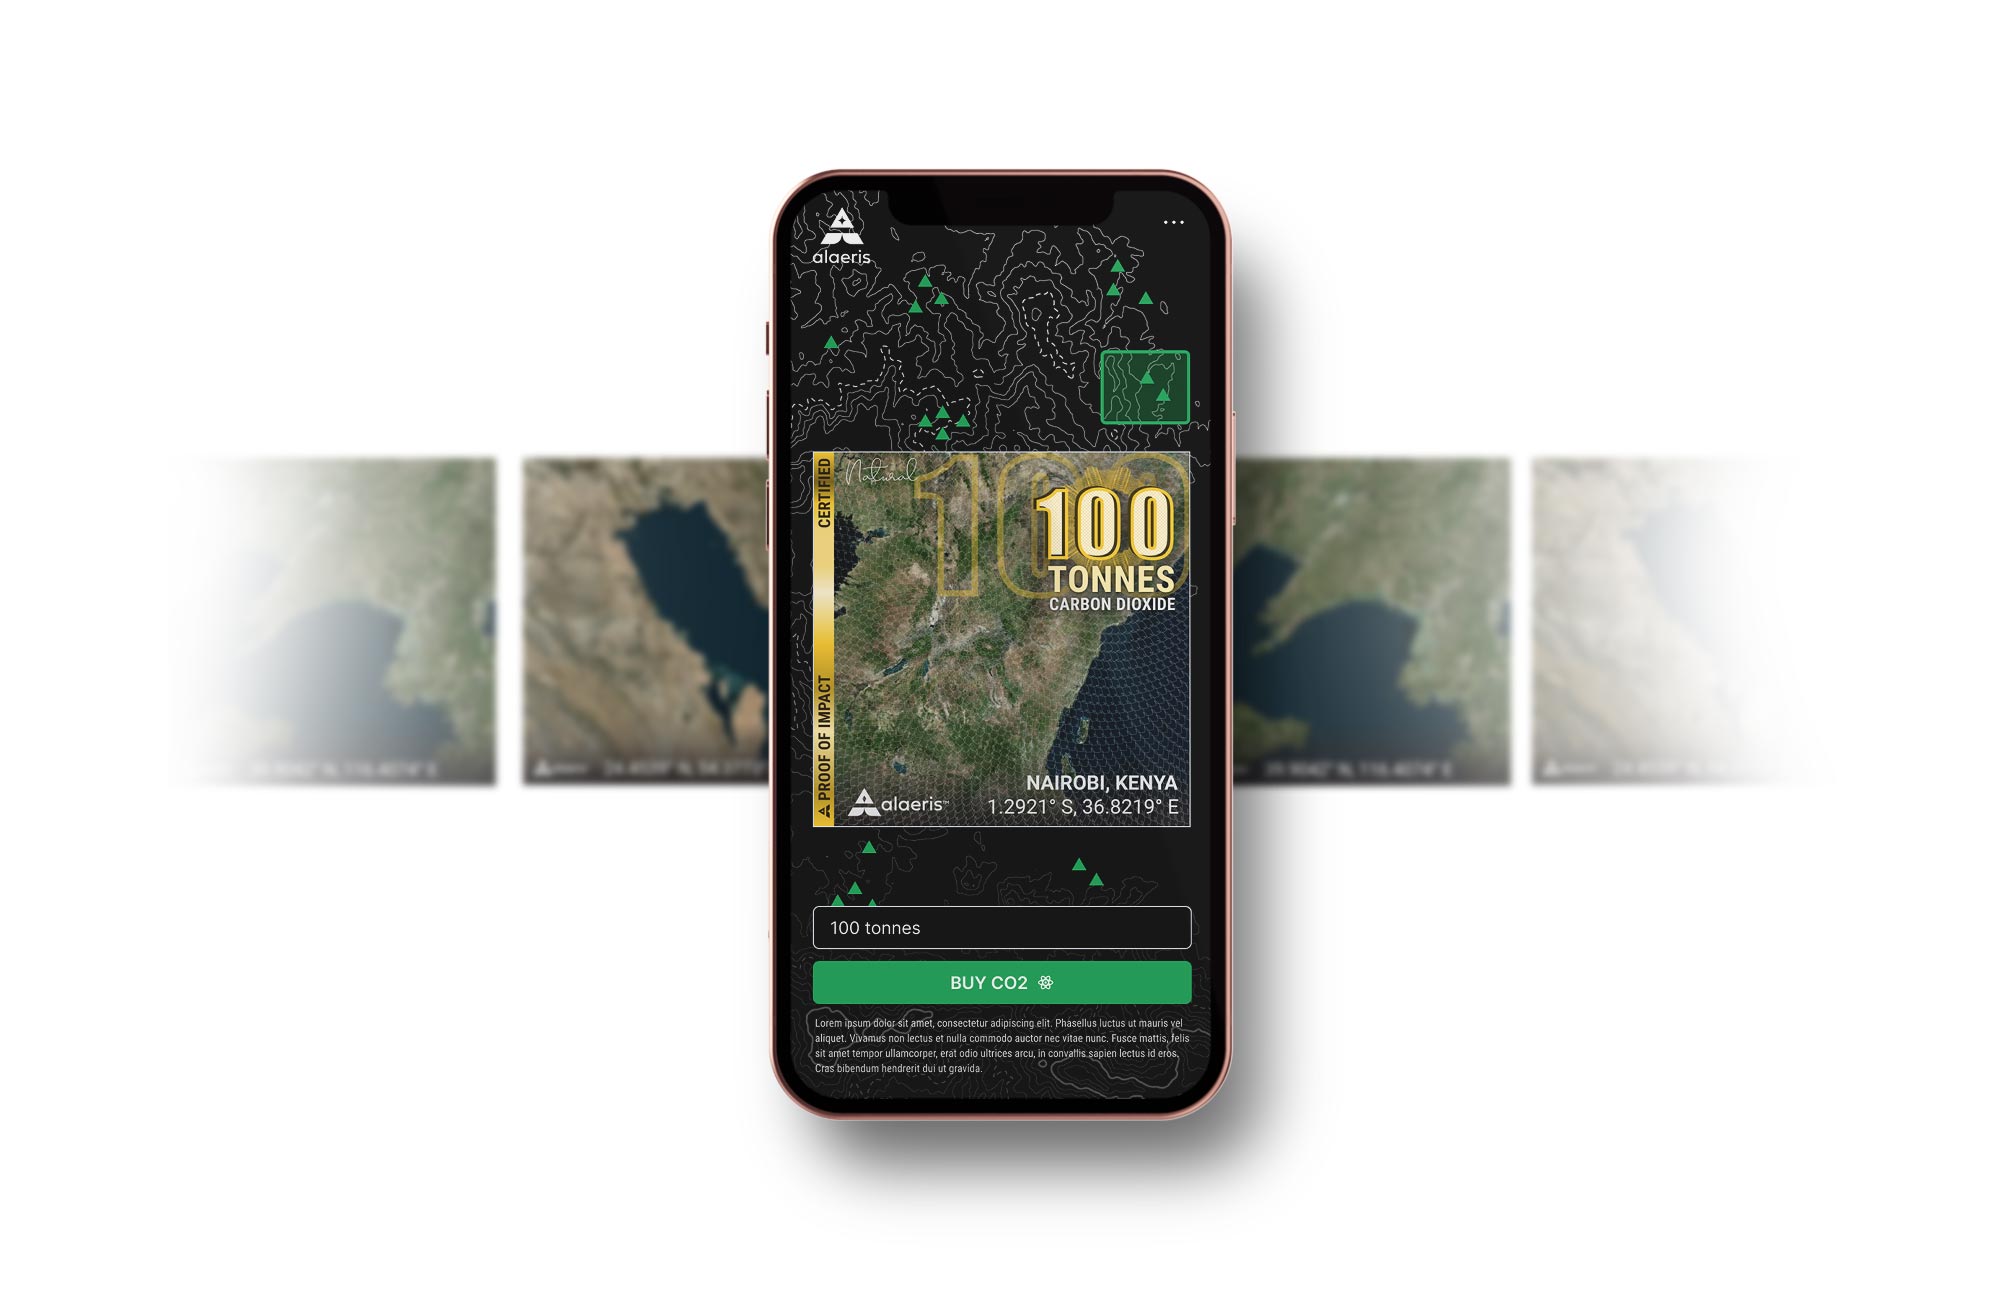 alaeris
CERTIFIED
Natural
100
100
TONNES
CARBON DIOXIDE
PROOF OF IMPACT
NAIROBI, KENYA
alaeris™
1.2921° S, 36.8219° E
100 tonnes
BUY CO2
Lorem ipsum dolor sit amet, consectetur adipiscing elit. Phasellus luctus ut mauris vel
aliquet. Vivamus non lectus et nulla commodo auctor nec vitae nunc. Fusce mattis, felis
sit amet tempor ullamcorper, erat odio ultrices arcu, in convallis sapien lectus id eros.
Cras bibendum hendrerit dui ut gravida.